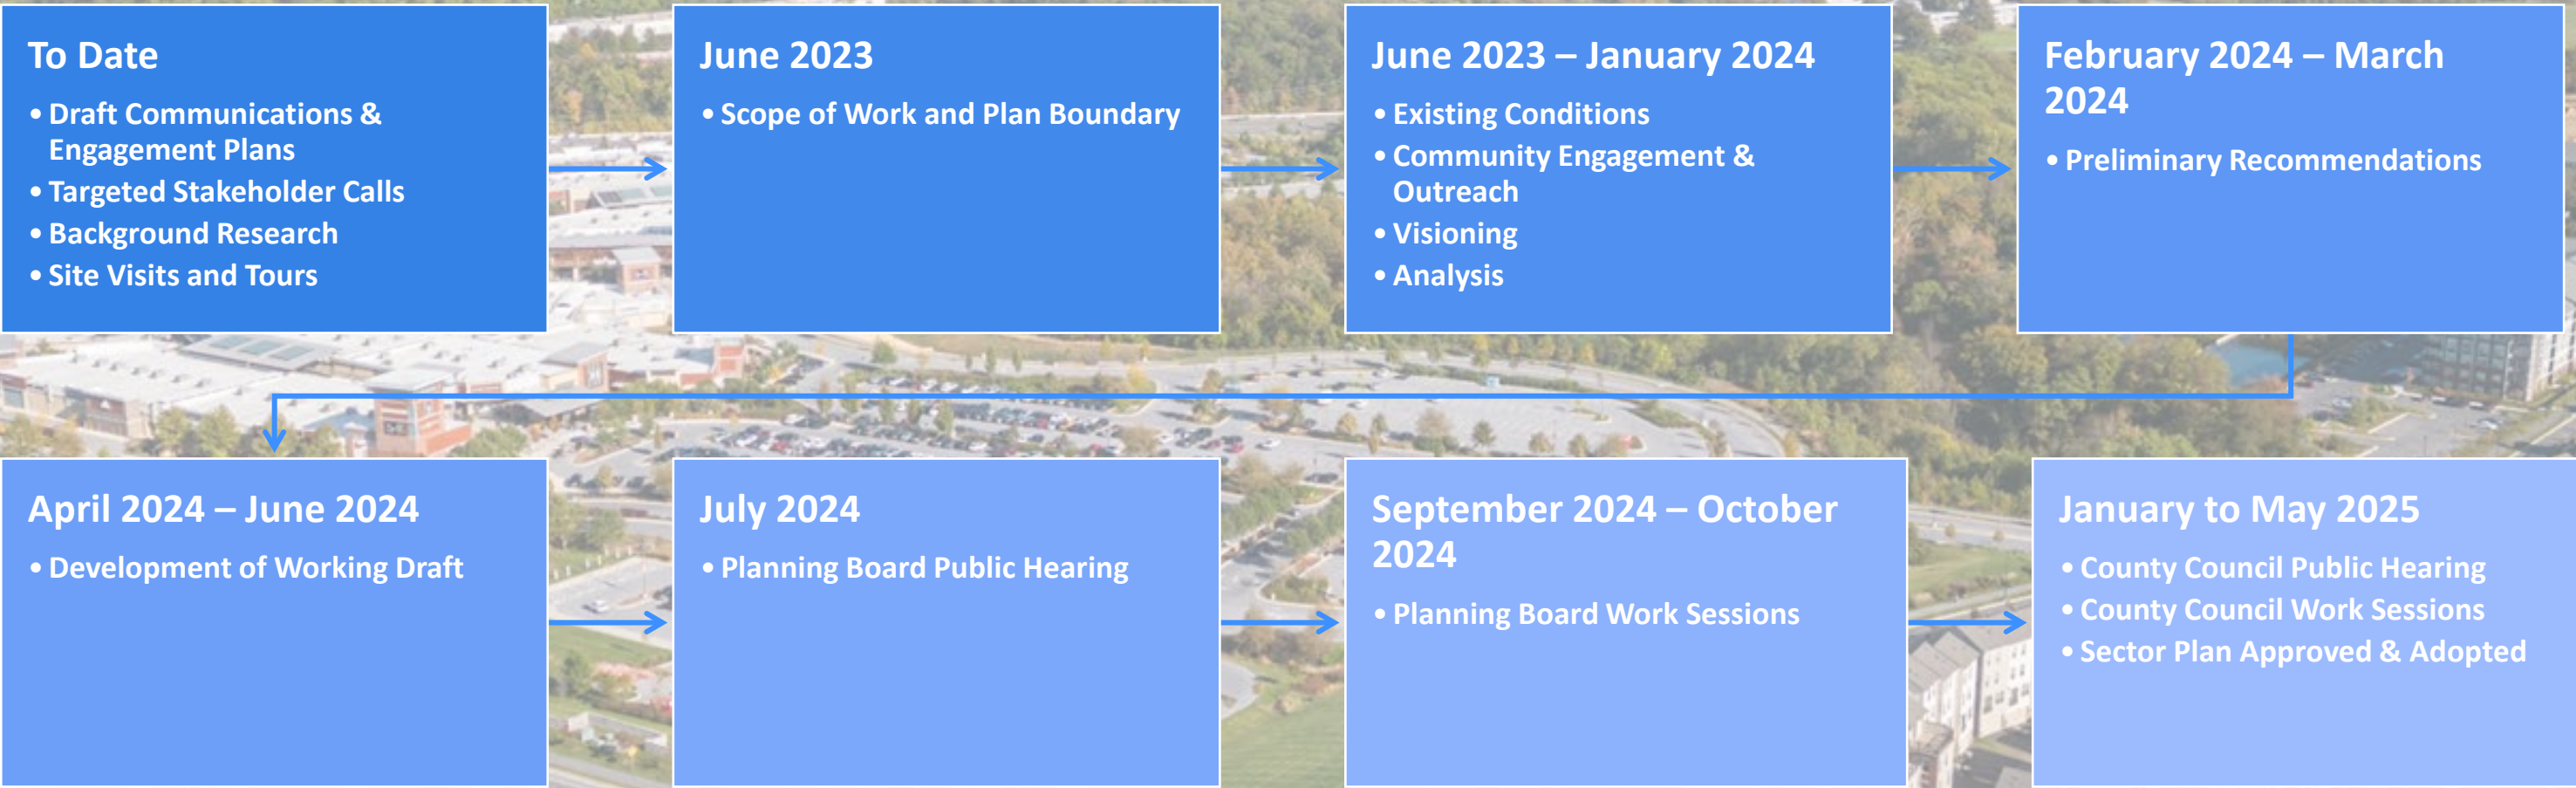 To Date
• Draft Communications &
Engagement Plans
• Targeted Stakeholder Calls
• Background Research
• Site Visits and Tours
June 2023
• Scope of Work and Plan Boundary
June 2023 – January 2024
• Existing Conditions
• Community Engagement &
Outreach
• Visioning
• Analysis
February 2024 – March
2024
• Preliminary Recommendations
April 2024 – June 2024
• Development of Working Draft
July 2024
• Planning Board Public Hearing
September 2024 – October
2024
• Planning Board Work Sessions
January to May 2025
• County Council Public Hearing
• County Council Work Sessions
• Sector Plan Approved & Adopted